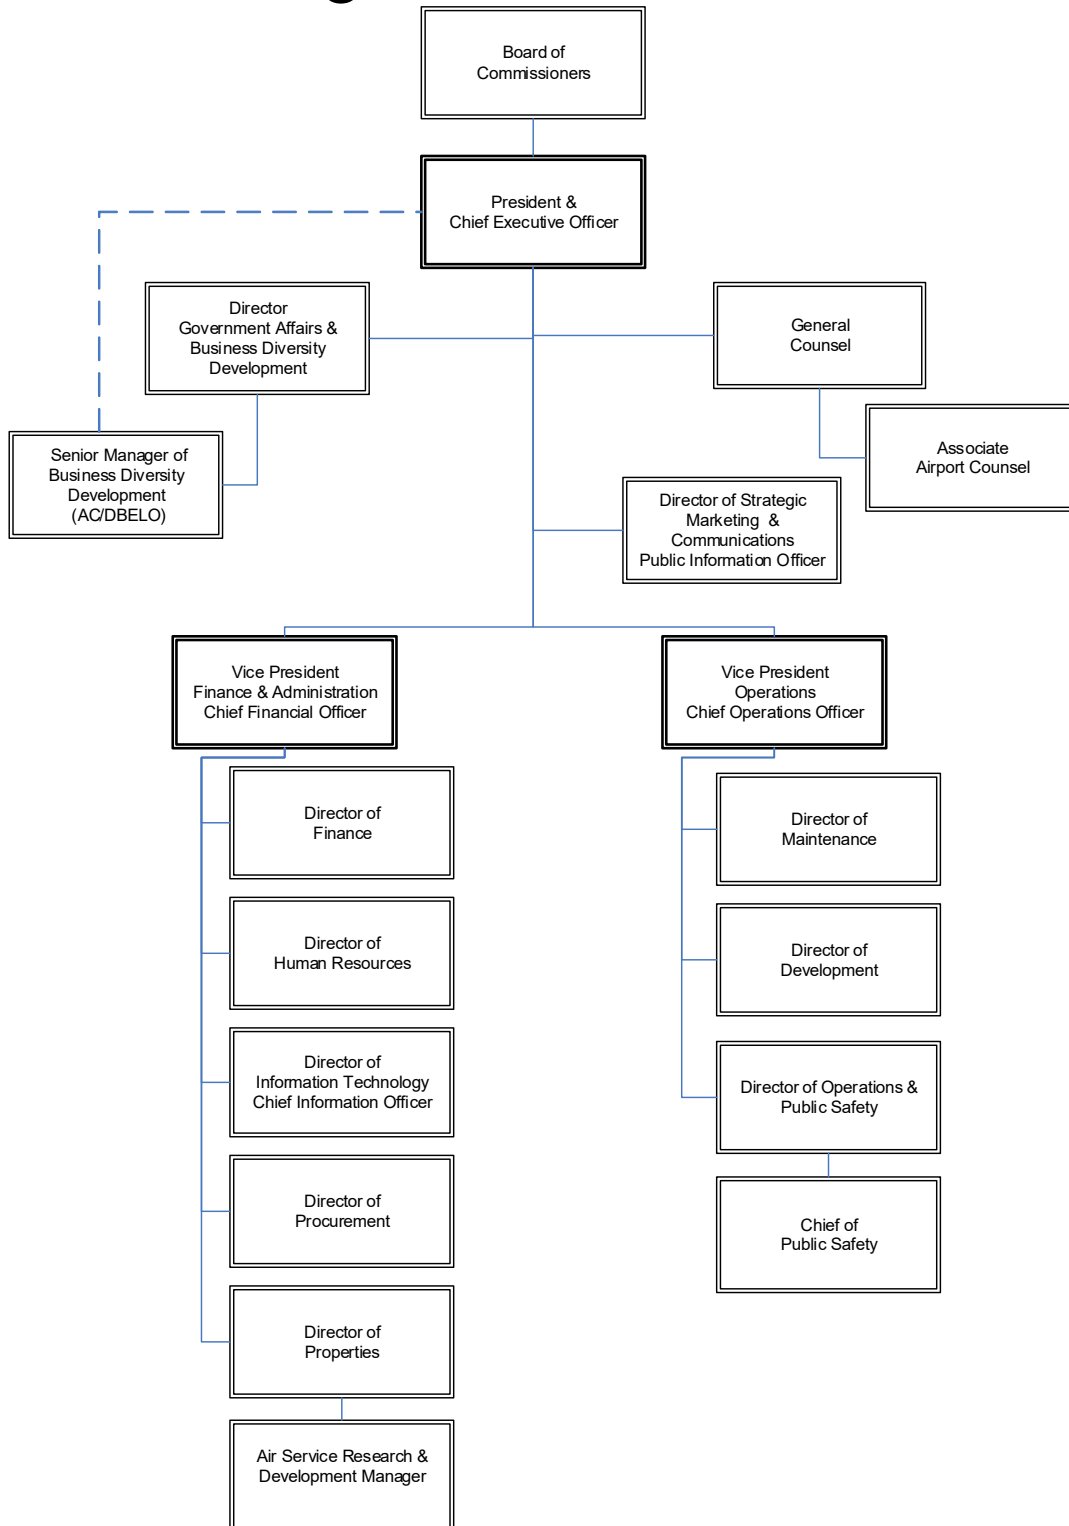 Board of
Commissioners
President &
Chief Executive Officer
Director
Government Affairs &
Business Diversity
Development
General
Counsel
Senior Manager of
Business Diversity
Development
(AC/DBELO)
Associate
Airport Counsel
Director of Strategic
Marketing &
Communications
Public Information Officer
Vice President
Finance & Administration
Chief Financial Officer
Vice President
Operations
Chief Operations Officer
Director of
Finance
Director of
Human Resources
Director of
Information Technology
Chief Information Officer
Director of
Procurement
Director of
Properties
Air Service Research &
Development Manager
Director of
Maintenance
Director of
Development
Director of Operations &
Public Safety
Chief of
Public Safety